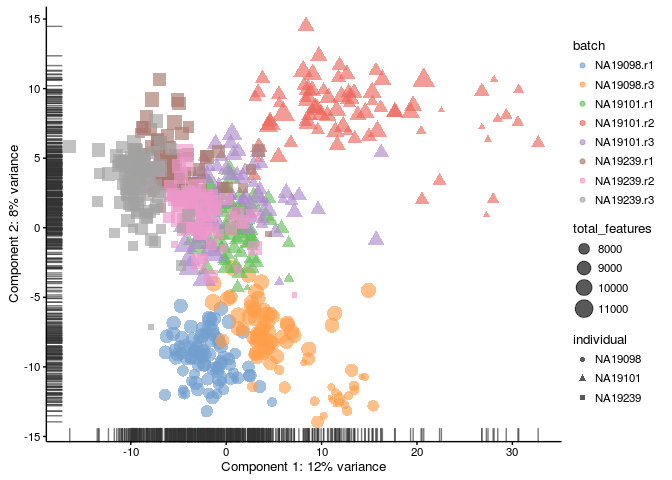 15
10
5
0
-5
-10
-15
-10
0
10
20
30
Component 2: 8% variance
Component 1: 12% variance
batch
NA19098.r1
NA19098.r3
NA19101.r1
NA19101.r2
NA19101.r3
NA19239.r1
NA19239.r2
NA19239.r3
total_features
8000
9000
10000
11000
individual
NA19098
NA19101
NA19239